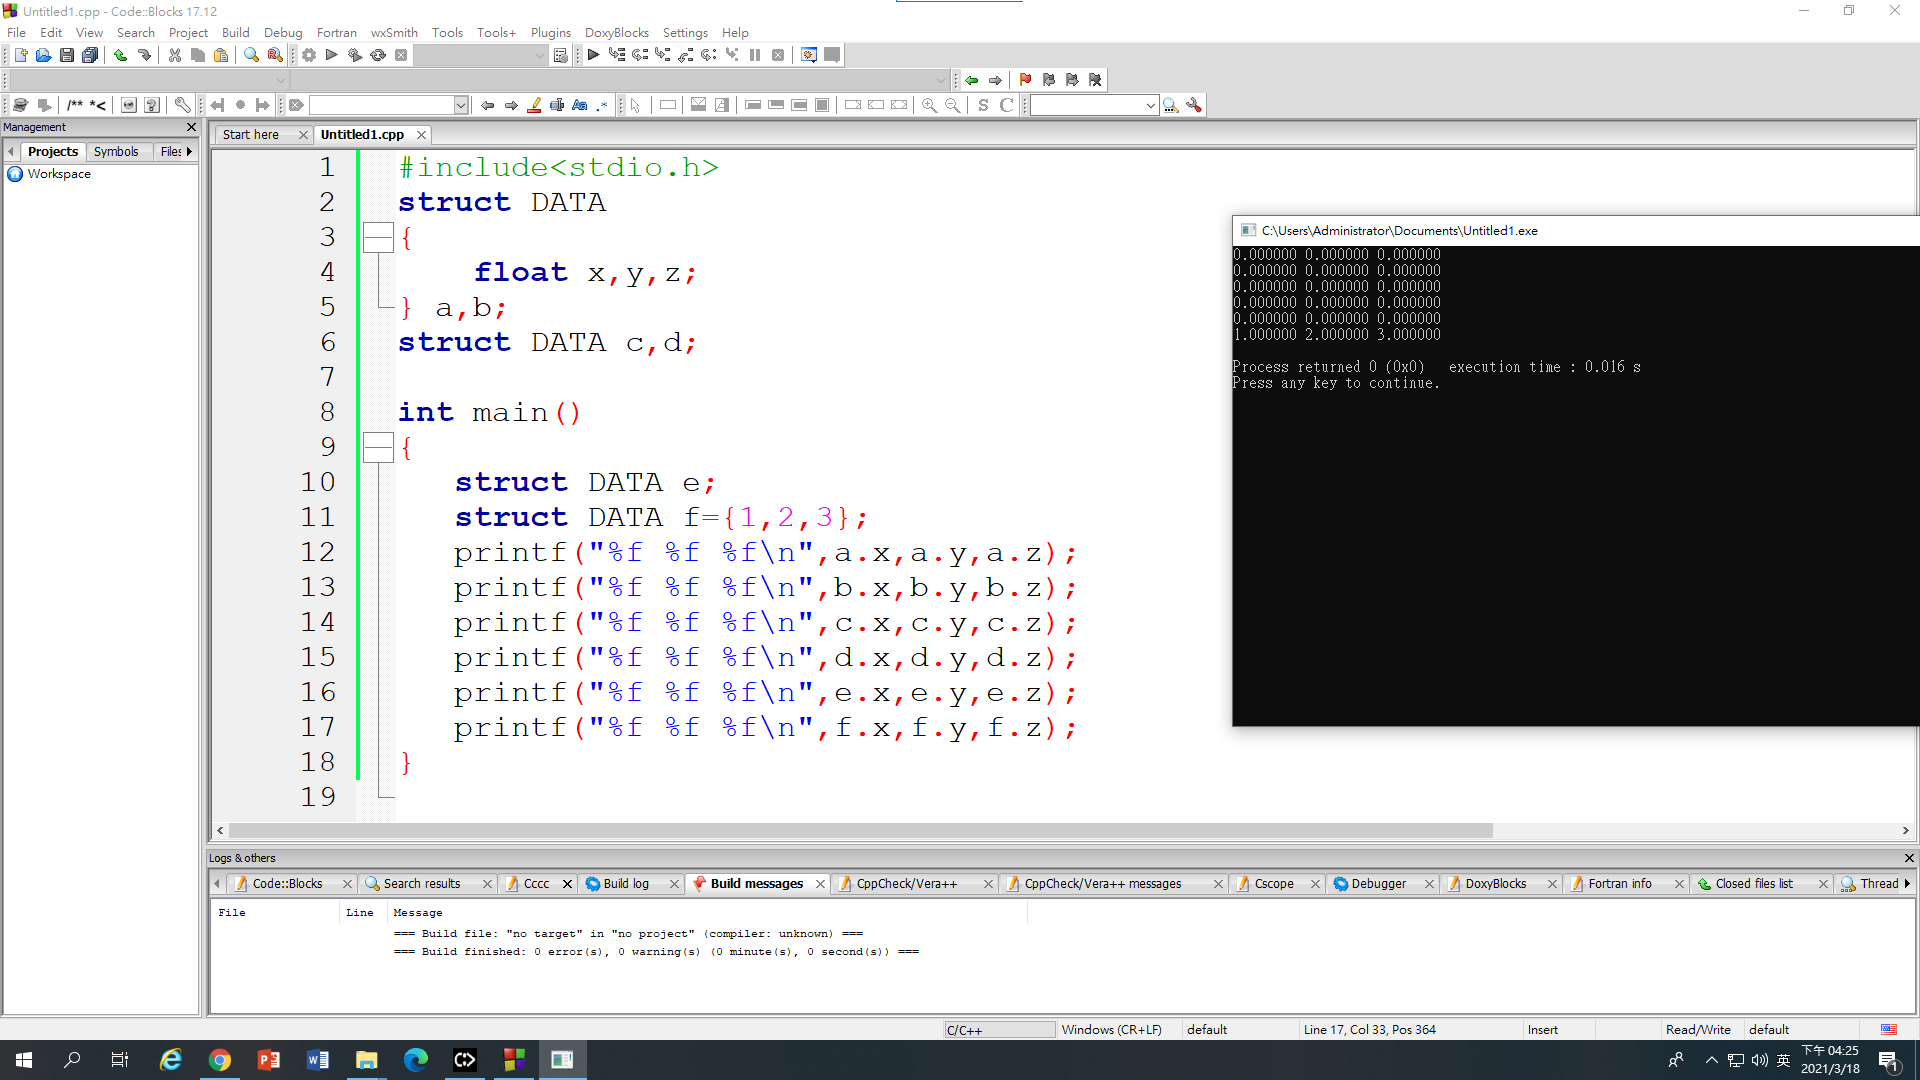 Untitled1.cpp - Code::Blocks 17.12
File Edit View Search Project Build Debug Fortran wxSmith Tools Tools+ Plugins DoxyBlocks Settings Help
/** *<
S C
Management
Start here Untitled1.cpp
Projects Symbols Files
Workspace
1 #include<stdio.h>
2 struct DATA
3 {
4 float x,y,z;
5 } a,b;
6 struct DATA c,d;
7
8 int main()
9 {
10 struct DATA e;
11 struct DATA f={1,2,3};
12 printf("%f %f %f\n",a.x,a.y,a.z);
13 printf("%f %f %f\n",b.x,b.y,b.z);
14 printf("%f %f %f\n",c.x,c.y,c.z);
15 printf("%f %f %f\n",d.x,d.y,d.z);
16 printf("%f %f %f\n",e.x,e.y,e.z);
17 printf("%f %f %f\n",f.x,f.y,f.z);
18 }
19
C:\Users\Administrator\Documents\Untitled1.exe
0.000000 0.000000 0.000000
0.000000 0.000000 0.000000
0.000000 0.000000 0.000000
0.000000 0.000000 0.000000
0.000000 0.000000 0.000000
1.000000 2.000000 3.000000
Process returned 0 (0x0)   execution time : 0.016 s
Press any key to continue.
Logs & others
Code::Blocks Search results Cccc Build log Build messages CppCheck/Vera++ CppCheck/Vera++ messages Cscope Debugger DoxyBlocks Fortran info Closed files list Thread
File Line Message
=== Build file: "no target" in "no project" (compiler: unknown) ===
=== Build finished: 0 error(s), 0 warning(s) (0 minute(s), 0 second(s)) ===
C/C++ Windows (CR+LF) default Line 17, Col 33, Pos 364 Insert Read/Write default
英 下午 04:25
2021/3/18
1